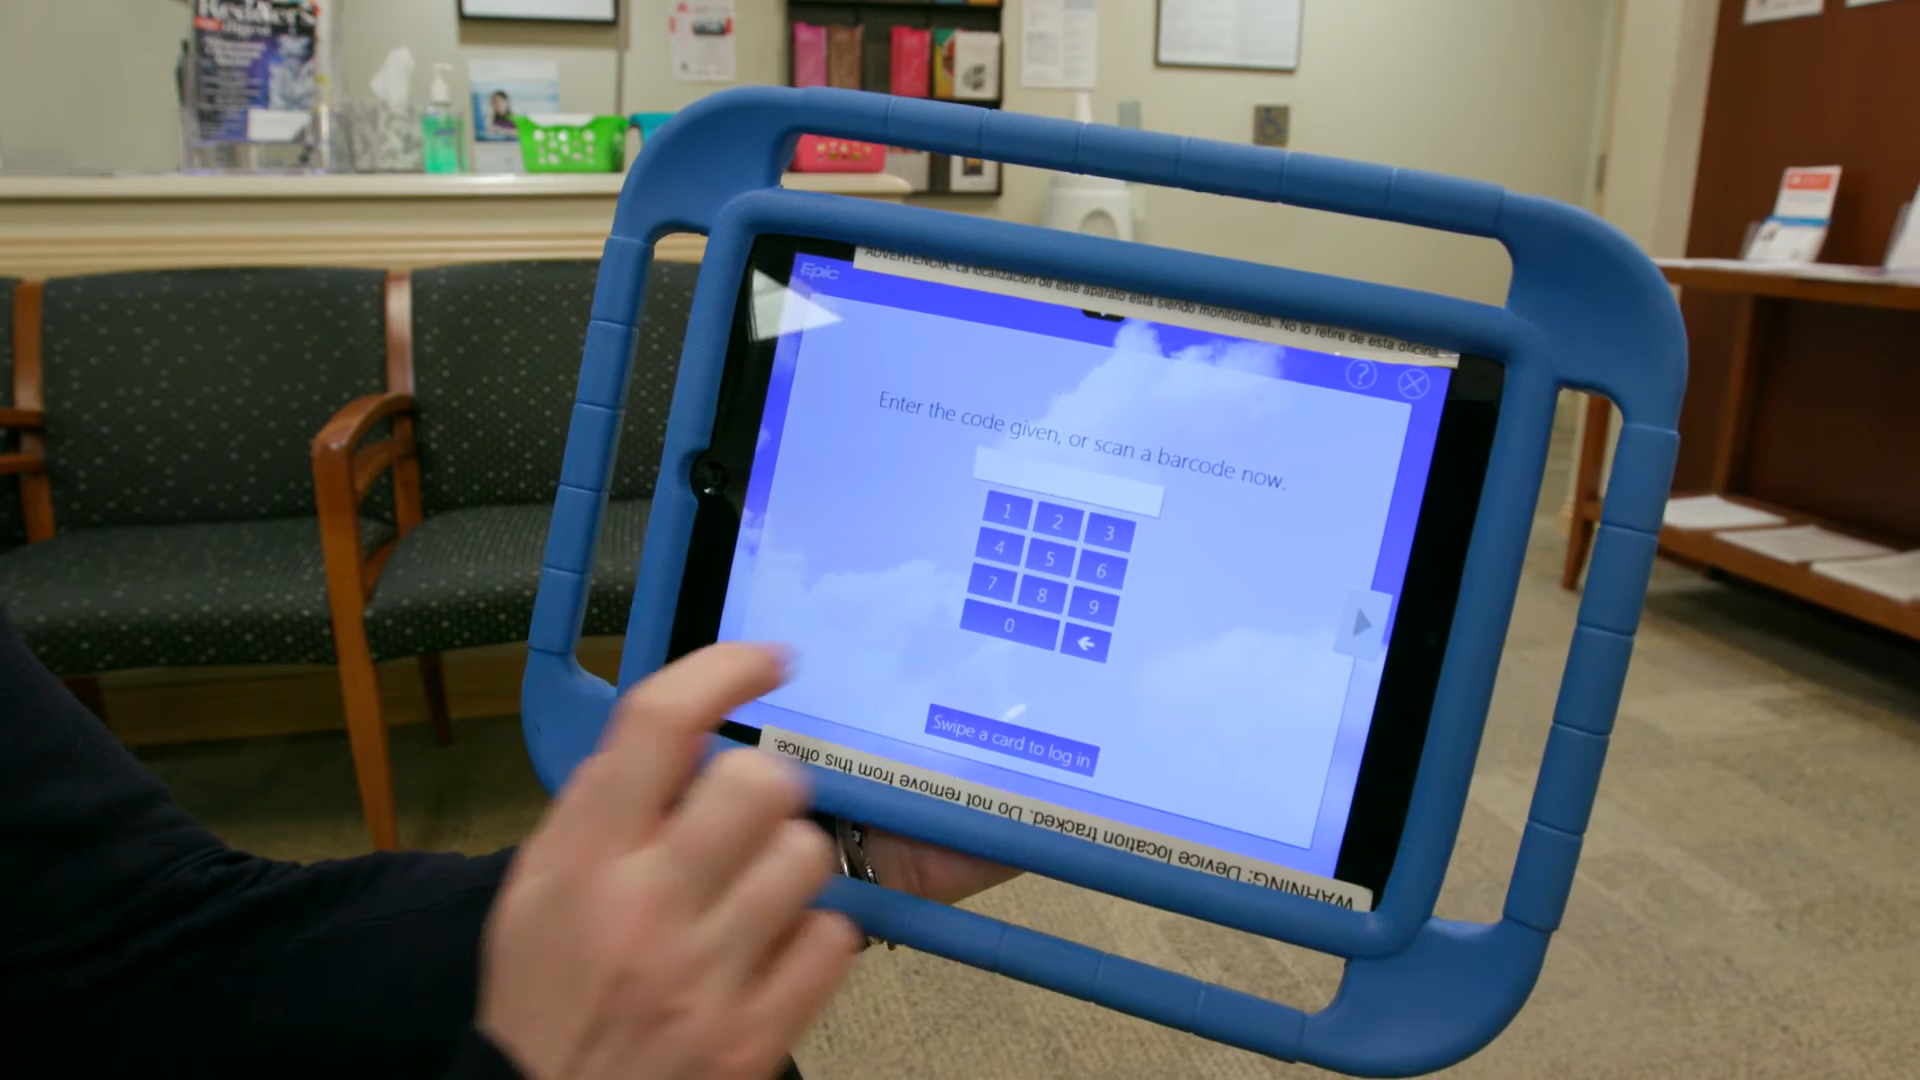 Reader's
digest
Epic
ADVERTENCIA: La localización de este aparato está siendo monitoreada. No lo retire de esta oficina.
?
Enter the code given, or scan a barcode now.
1 2 3
4 5 6
7 8 9
0
Swipe a card to log in
WARNING: Device location tracked. Do not remove from this office.